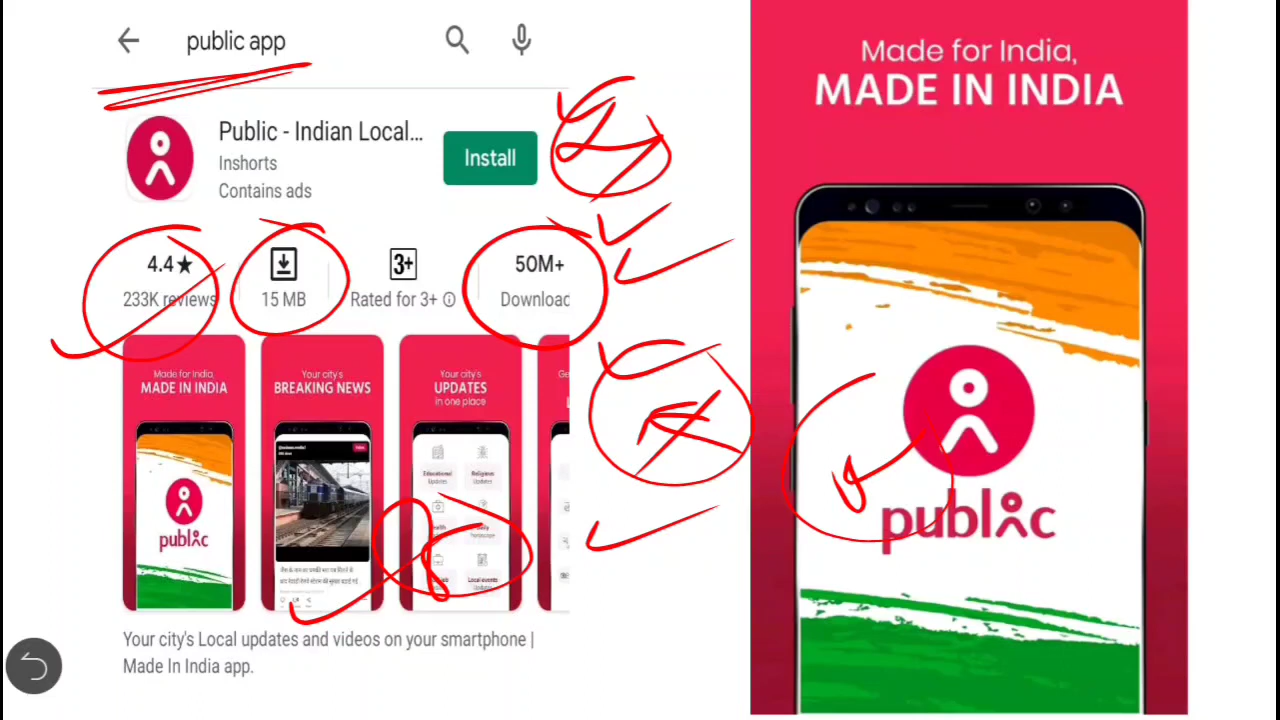 public app
Public - Indian Local...
Inshorts
Contains ads
Install
4.4★
233K reviews
15 MB
3+
Rated for 3+
50M+
Download
Made for India,
MADE IN INDIA
public
Your city's
BREAKING NEWS
Your city's
UPDATES
in one place
Educational
Updates
Religious
Updates
Local events
Updates
Your city's Local updates and videos on your smartphone |
Made In India app.
Made for India,
MADE IN INDIA
public